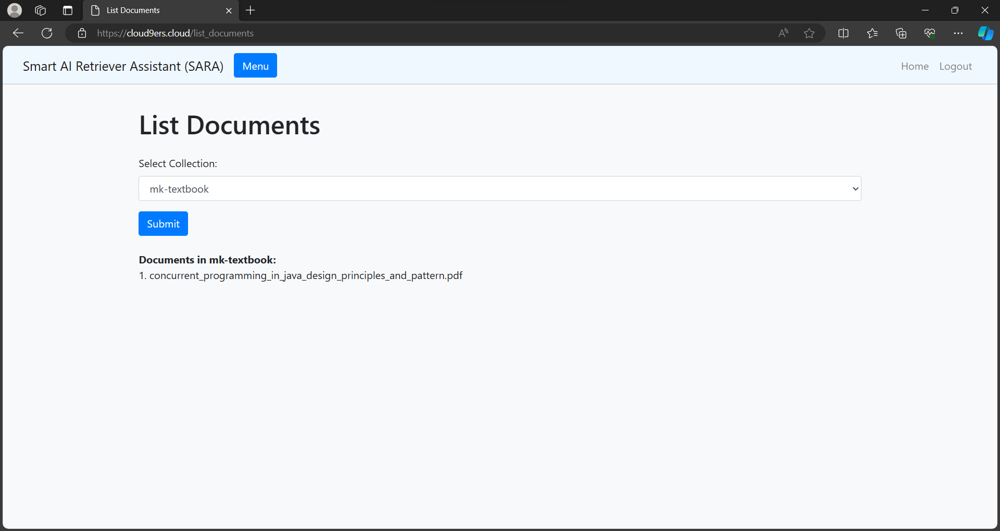 List Documents
https://cloud9ers.cloud/list_documents
Smart AI Retriever Assistant (SARA) Menu Home Logout
List Documents
Select Collection:
mk-textbook
Submit
Documents in mk-textbook:
1. concurrent_programming_in_java_design_principles_and_pattern.pdf